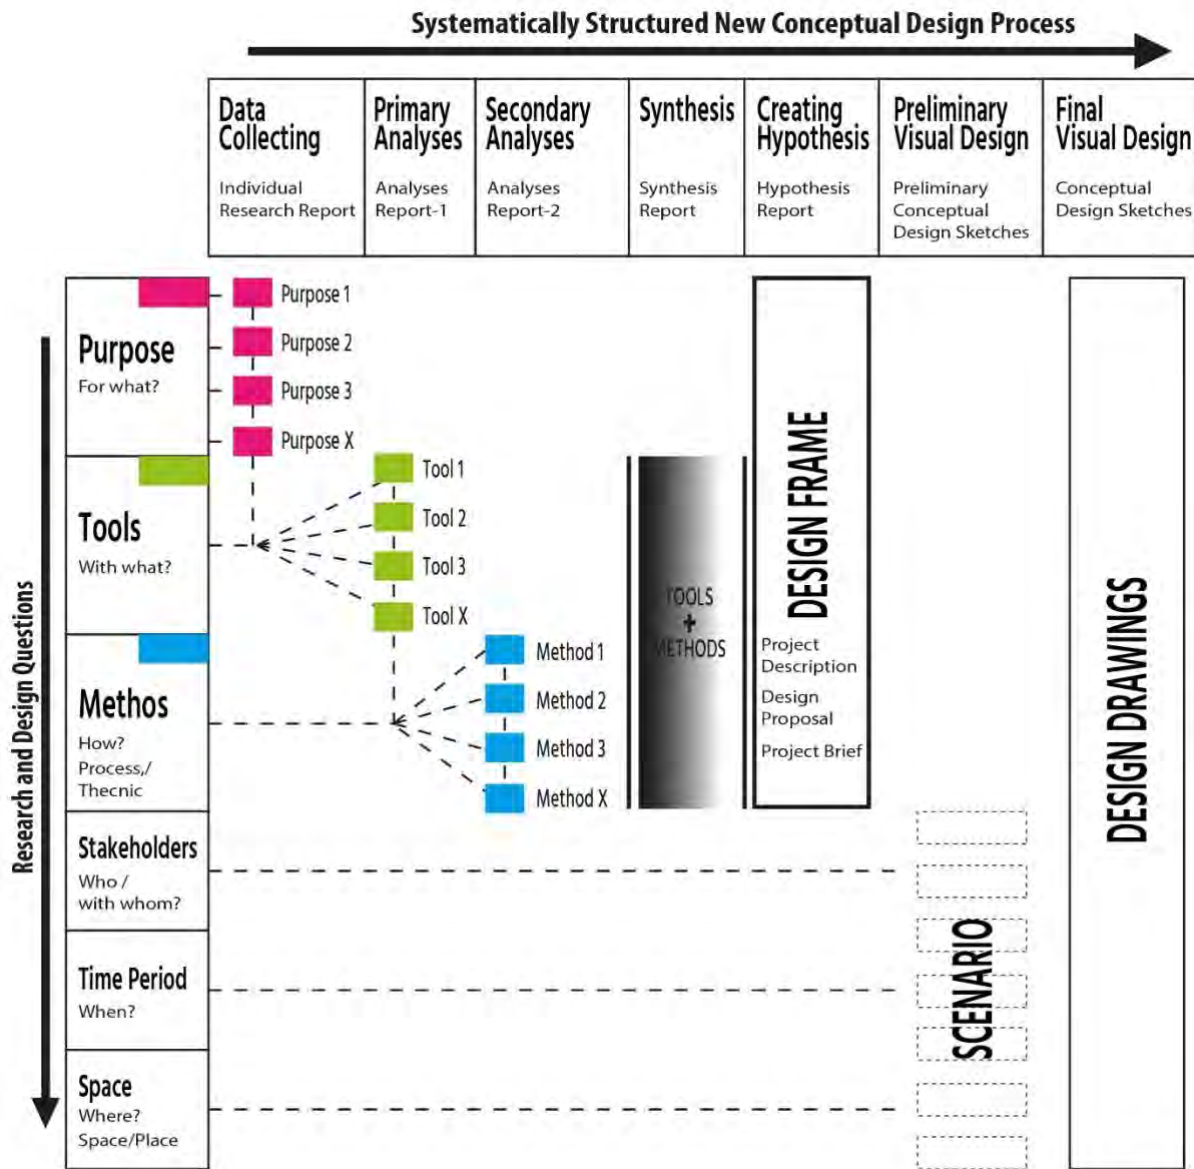 Systematically Structured New Conceptual Design Process
Data
Collecting
Individual
Research Report
Primary
Analyses
Analyses
Report-1
Secondary
Analyses
Analyses
Report-2
Synthesis
Synthesis
Report
Creating
Hypothesis
Hypothesis
Report
Preliminary
Visual Design
Preliminary
Conceptual
Design Sketches
Final
Visual Design
Conceptual
Design Sketches
Research and Design Questions
Purpose
For what?
Purpose 1
Purpose 2
Purpose 3
Purpose X
Tools
With what?
Tool 1
Tool 2
Tool 3
Tool X
Methos
How?
Process,/
Thecnic
Method 1
Method 2
Method 3
Method X
TOOLS
+
METHODS
DESIGN FRAME
Project
Description
Design
Proposal
Project Brief
Stakeholders
Who /
with whom?
Time Period
When?
Space
Where?
Space/Place
SCENARIO
DESIGN DRAWINGS